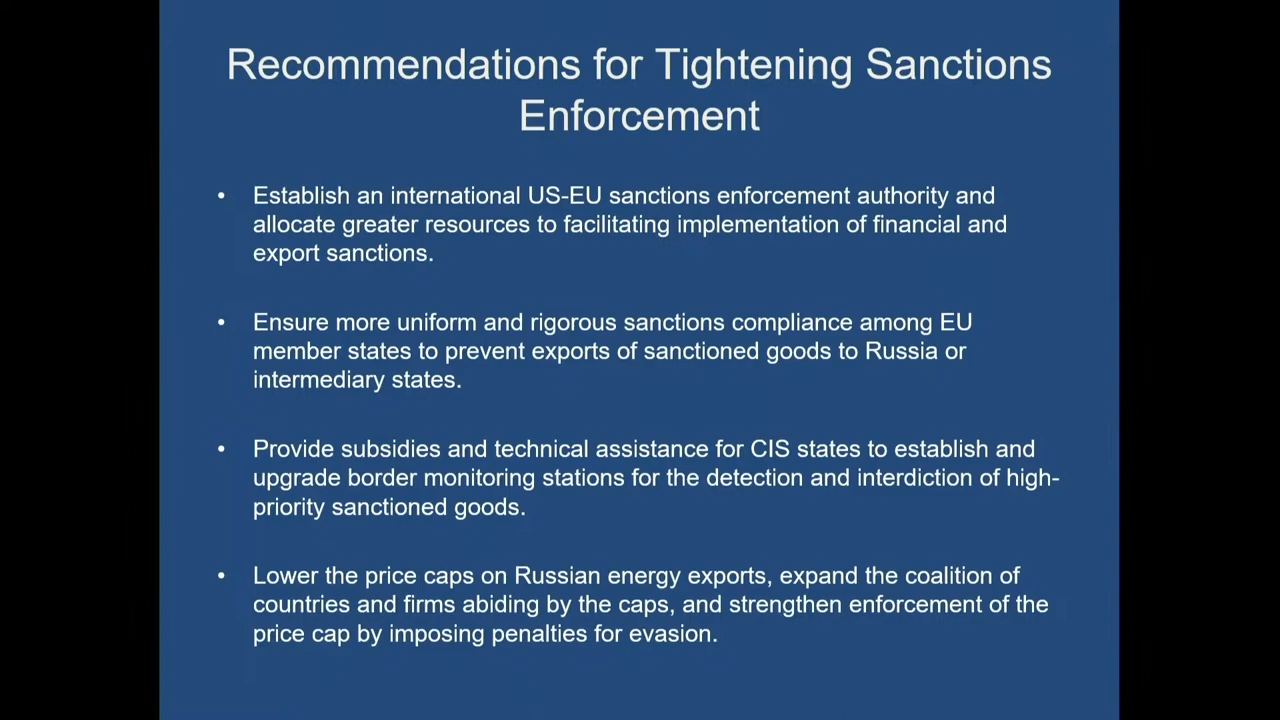 Recommendations for Tightening Sanctions
Enforcement
• Establish an international US-EU sanctions enforcement authority and
allocate greater resources to facilitating implementation of financial and
export sanctions.
• Ensure more uniform and rigorous sanctions compliance among EU
member states to prevent exports of sanctioned goods to Russia or
intermediary states.
• Provide subsidies and technical assistance for CIS states to establish and
upgrade border monitoring stations for the detection and interdiction of high-
priority sanctioned goods.
• Lower the price caps on Russian energy exports, expand the coalition of
countries and firms abiding by the caps, and strengthen enforcement of the
price cap by imposing penalties for evasion.